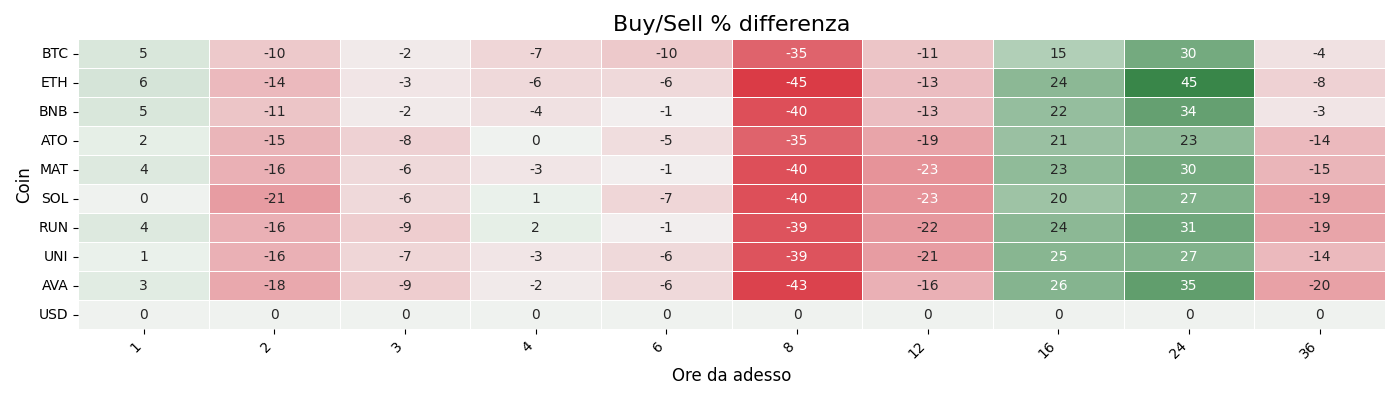 Buy/Sell % differenza
Coin
BTC 5 -10 -2 -7 -10 -35 -11 15 30 -4
ETH 6 -14 -3 -6 -6 -45 -13 24 45 -8
BNB 5 -11 -2 -4 -1 -40 -13 22 34 -3
ATO 2 -15 -8 0 -5 -35 -19 21 23 -14
MAT 4 -16 -6 -3 -1 -40 -23 23 30 -15
SOL 0 -21 -6 1 -7 -40 -23 20 27 -19
RUN 4 -16 -9 2 -1 -39 -22 24 31 -19
UNI 1 -16 -7 -3 -6 -39 -21 25 27 -14
AVA 3 -18 -9 -2 -6 -43 -16 26 35 -20
USD 0 0 0 0 0 0 0 0 0 0
1 2 3 4 6 8 12 16 24 36
Ore da adesso